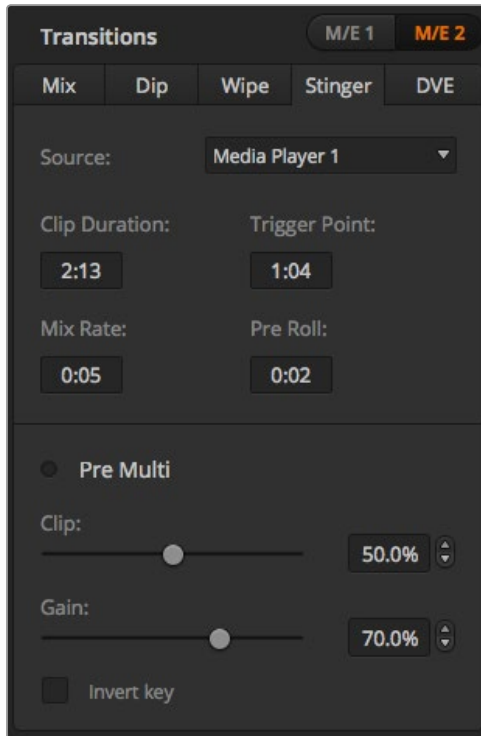 Transitions M/E 1 M/E 2
Mix Dip Wipe Stinger DVE
Source: Media Player 1
Clip Duration: Trigger Point:
2:13 1:04
Mix Rate: Pre Roll:
0:05 0:02
Pre Multi
Clip:
50.0%
Gain:
70.0%
Invert key